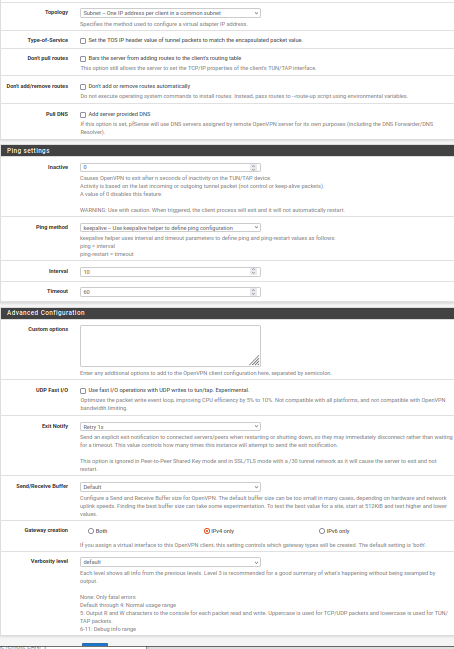 Topology
Subnet -- One IP address per client in a common subnet
Specifies the method used to configure a virtual adapter IP address.
Type-of-Service
Set the TOS IP header value of tunnel packets to match the encapsulated packet value.
Don't pull routes
Bars the server from adding routes to the client's routing table
This option still allows the server to set the TCP/IP properties of the client's TUN/TAP interface.
Don't add/remove routes
Don't add or remove routes automatically
Do not execute operating system commands to install routes. Instead, pass routes to --route-up script using environmental variables.
Pull DNS
Add server provided DNS
If this option is set, pfSense will use DNS servers assigned by remote OpenVPN server for its own purposes (including the DNS Forwarder/DNS
Resolver).
Ping settings
Inactive
0
Causes OpenVPN to exit after n seconds of inactivity on the TUN/TAP device.
Activity is based on the last incoming or outgoing tunnel packet (not control or keep-alive packets)
A value of 0 disables this feature.
WARNING: Use with caution. When triggered, the client process will exit and it will not automatically restart.
Ping method
keepalive -- Use keepalive helper to define ping configuration
keepalive helper uses interval and timeout parameters to define ping and ping-restart values as follows:
ping = interval
ping-restart = timeout
Interval
10
Timeout
60
Advanced Configuration
Custom options
Enter any additional options to add to the OpenVPN client configuration here, separated by semicolon.
UDP Fast I/O
Use fast I/O operations with UDP writes to tun/tap. Experimental.
Optimizes the packet write event loop, improving CPU efficiency by 5% to 10%. Not compatible with all platforms, and not compatible with OpenVPN
bandwidth limiting.
Exit Notify
Retry 1x
Send an explicit exit notification to connected servers/peers when restarting or shutting down, so they may immediately disconnect rather than waiting
for a timeout. This value controls how many times this instance will attempt to send the exit notification.
This option is ignored in Peer-to-Peer Shared Key mode and in SSL/TLS mode with a /30 tunnel network as it will cause the server to exit and not
restart.
Send/Receive Buffer
Default
Configure a Send and Receive Buffer size for OpenVPN. The default buffer size can be too small in many cases, depending on hardware and network
uplink speeds. Finding the best buffer size can take some experimentation. To test the best value for a site, start at 512KiB and test higher and lower
values.
Gateway creation
Both
IPv4 only
IPv6 only
If you assign a virtual interface to this OpenVPN client, this setting controls which gateway types will be created. The default setting is 'both'.
Verbosity level
default
Each level shows all info from the previous levels. Level 3 is recommended for a good summary of what's happening without being swamped by
output.
None: Only fatal errors
Default through 4: Normal usage range
5: Output R and W characters to the console for each packet read and write. Uppercase is used for TCP/UDP packets and lowercase is used for TUN/
TAP packets.
6-11: Debug info range